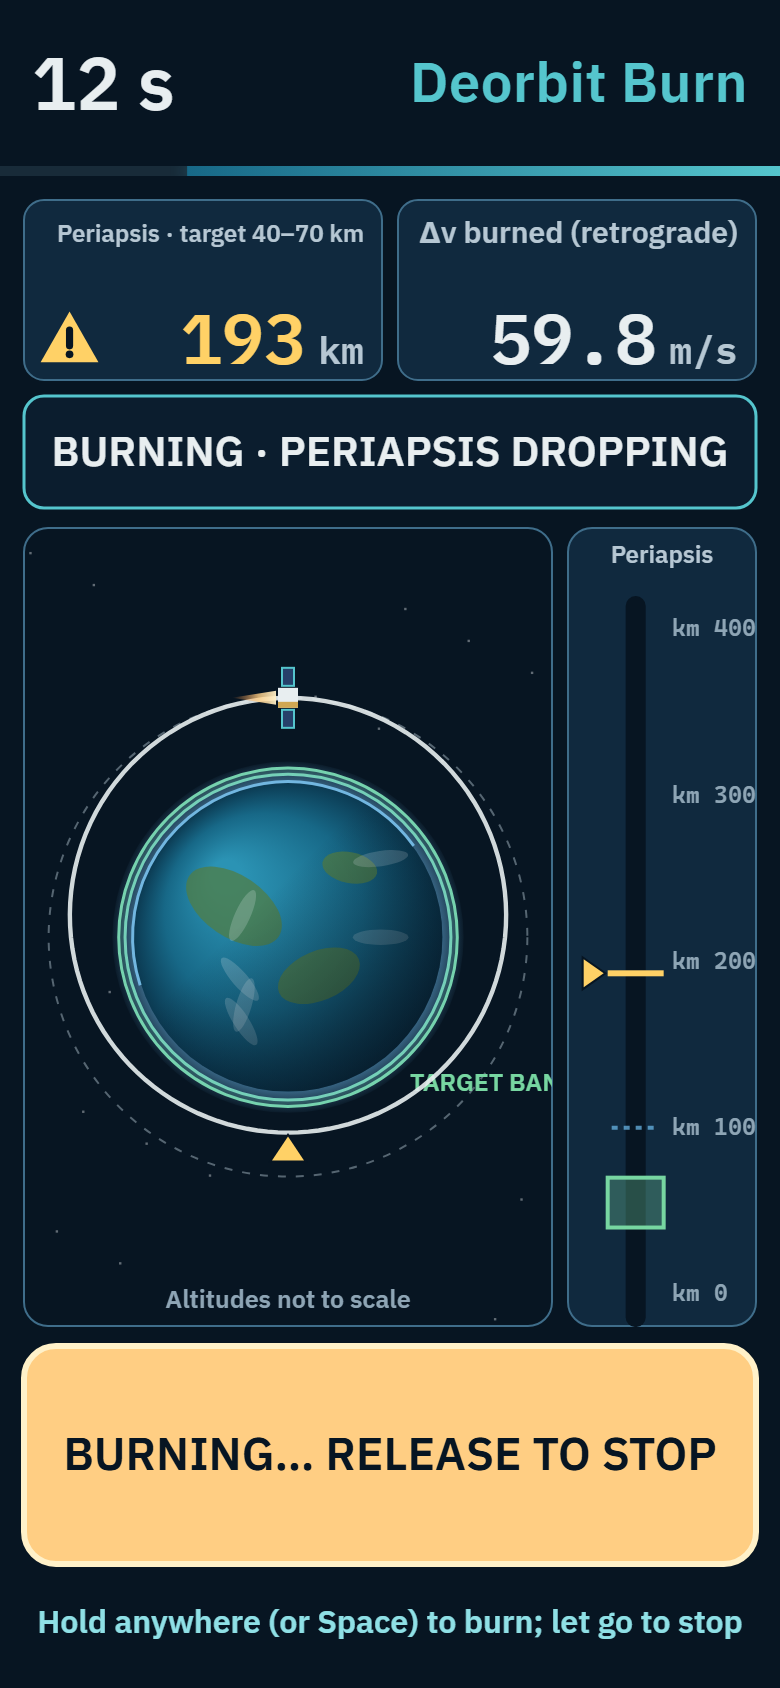 12 s
Deorbit Burn
Periapsis · target 40–70 km
193 km
Δv burned (retrograde)
59.8 m/s
BURNING · PERIAPSIS DROPPING
TARGET BAN
Altitudes not to scale
Periapsis
km 400
km 300
km 200
km 100
km 0
BURNING... RELEASE TO STOP
Hold anywhere (or Space) to burn; let go to stop